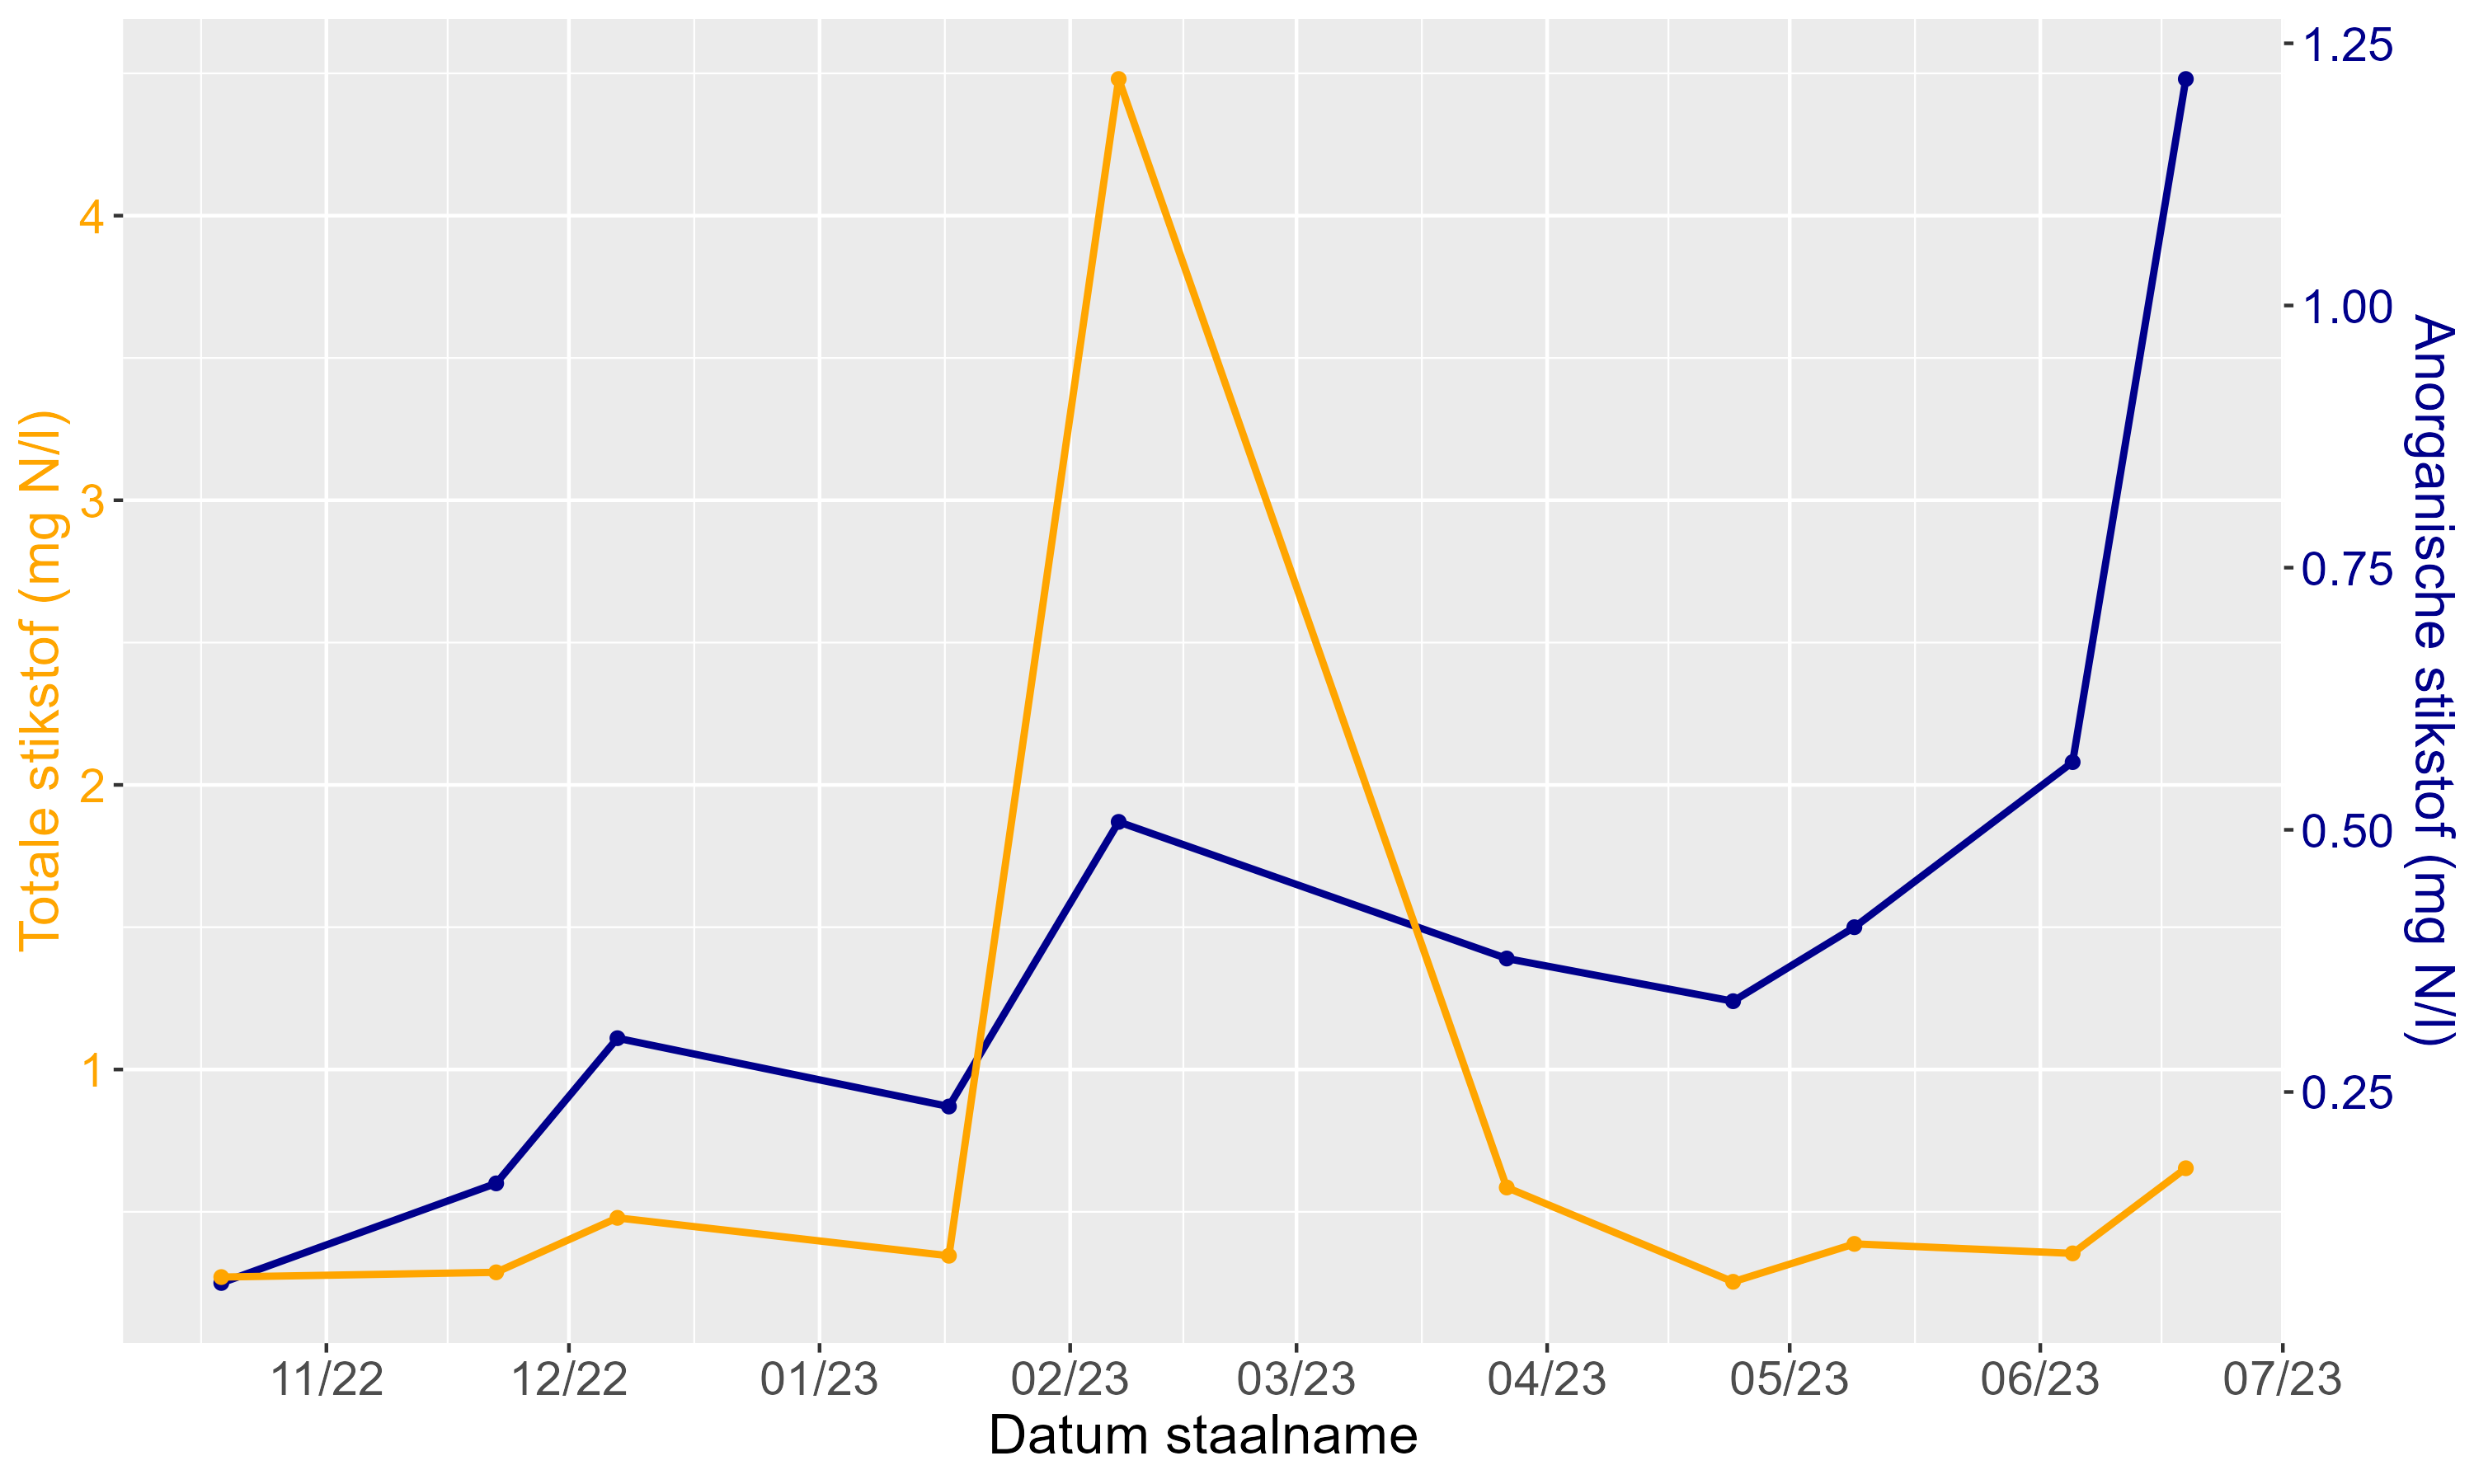 Totale stikstof (mg N/l)
4
3
2
1
1.25
1.00
0.75
0.50
0.25
Anorganische stikstof (mg N/l)
11/22 12/22 01/23 02/23 03/23 04/23 05/23 06/23 07/23
Datum staalname